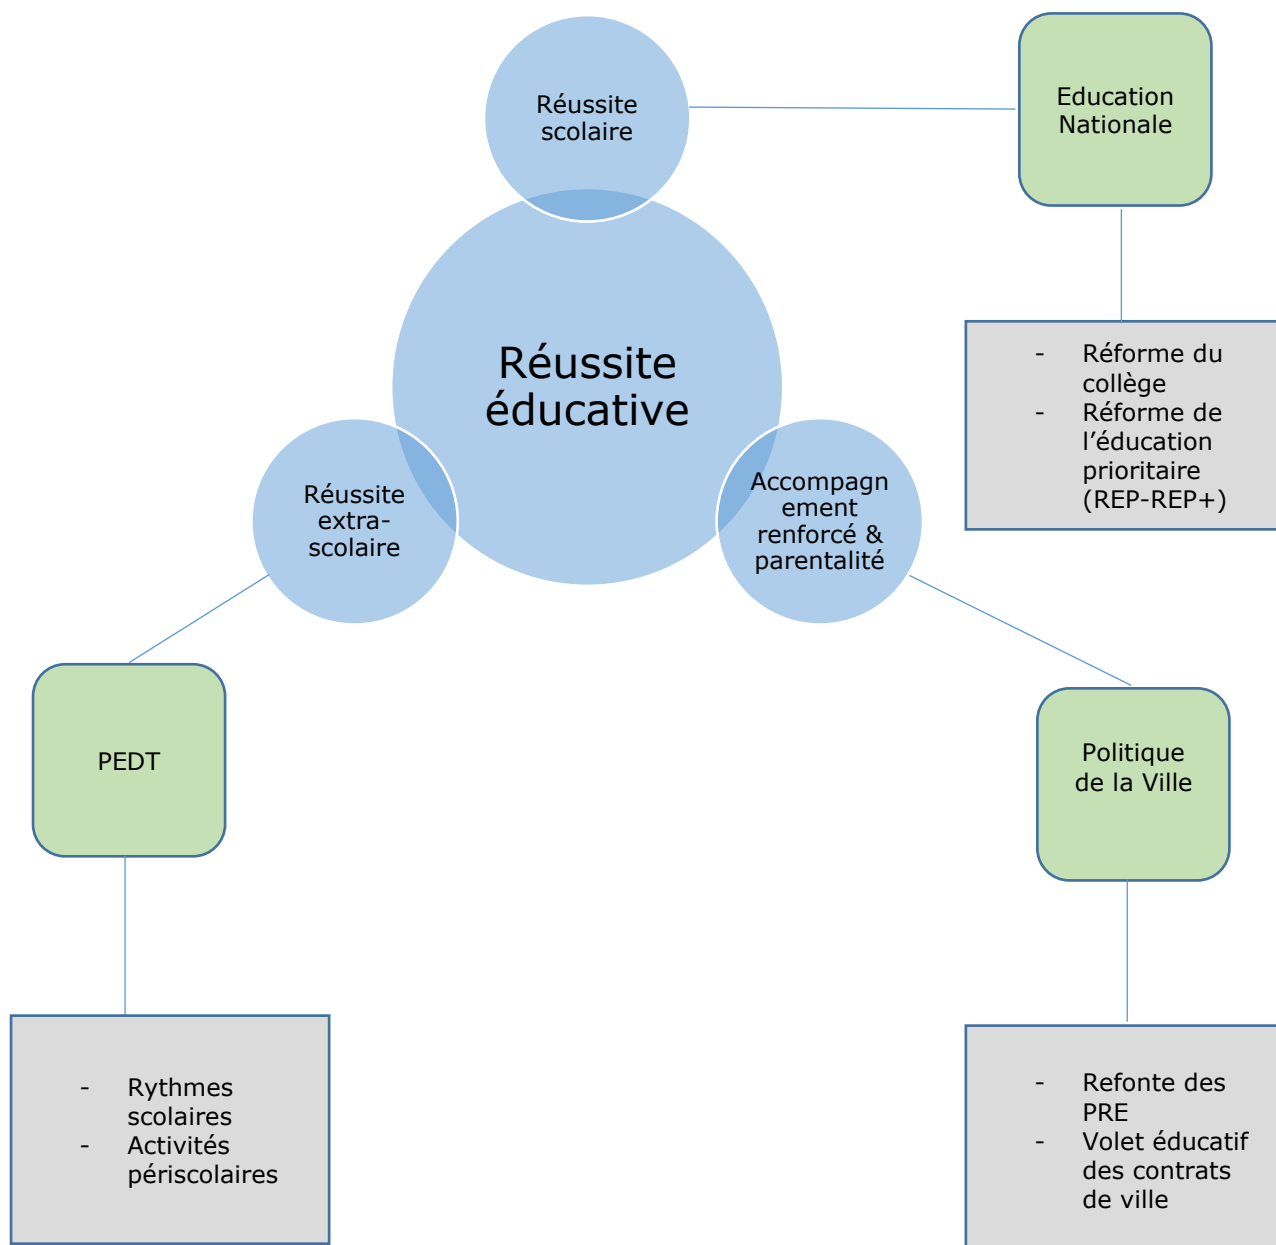 Réussite
scolaire
Education
Nationale
Réussite
éducative
- Réforme du
collège
- Réforme de
l’éducation
prioritaire
(REP-REP+)
Réussite
extra-
scolaire
Accompagn
ement
renforcé &
parentalité
PEDT
Politique
de la Ville
- Rythmes
scolaires
- Activités
périscolaires
- Refonte des
PRE
- Volet éducatif
des contrats
de ville